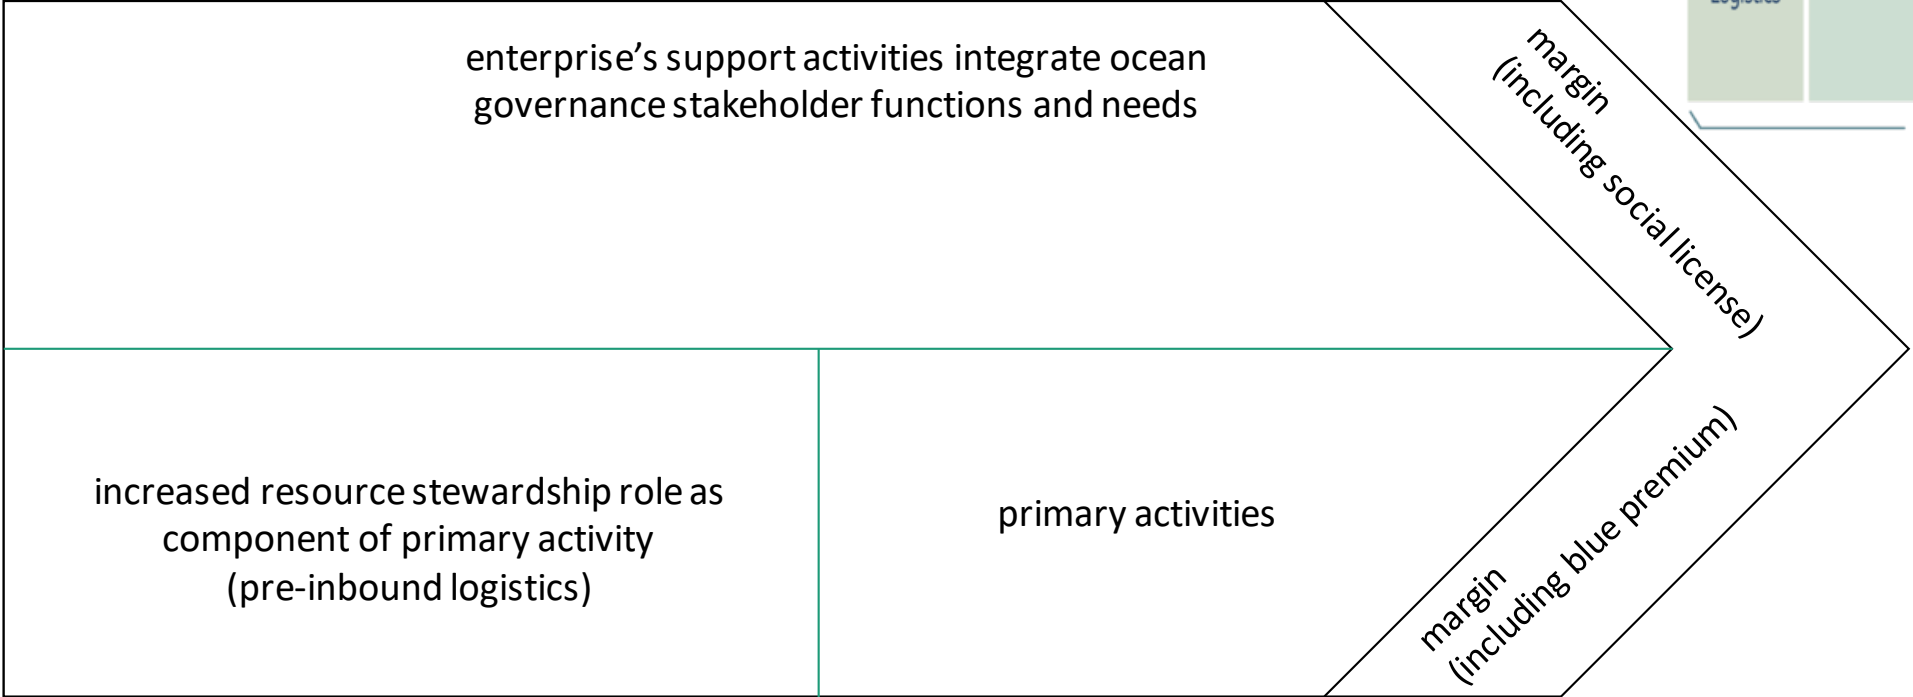 enterprise’s support activities integrate ocean
governance stakeholder functions and needs
margin
(including social license)
increased resource stewardship role as
component of primary activity
(pre-inbound logistics)
primary activities
margin
(including blue premium)